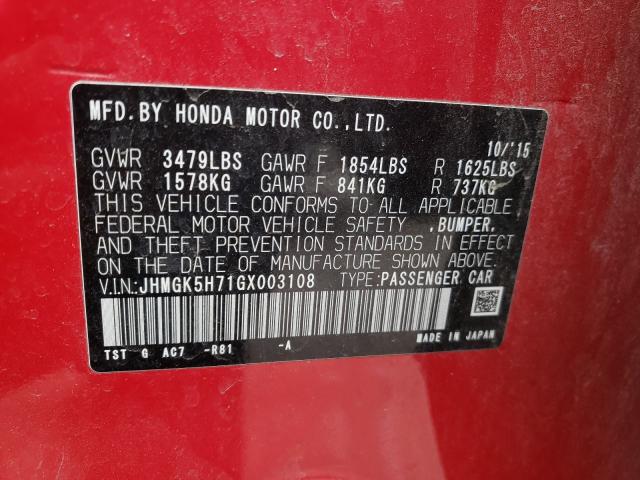 MFD.BY HONDA MOTOR CO.,LTD.
10/'15
GVWR 3479LBS GAWR F 1854LBS R 1625LBS
GVWR 1578KG GAWR F 841KG R 737KG
THIS VEHICLE CONFORMS TO ALL APPLICABLE
FEDERAL MOTOR VEHICLE SAFETY ,BUMPER,
AND THEFT PREVENTION STANDARDS IN EFFECT
ON THE DATE OF MANUFACTURE SHOWN ABOVE.
V.I.N:JHMGK5H71GX003108 TYPE:PASSENGER CAR
TST G AC7 -R81 -A MADE IN JAPAN